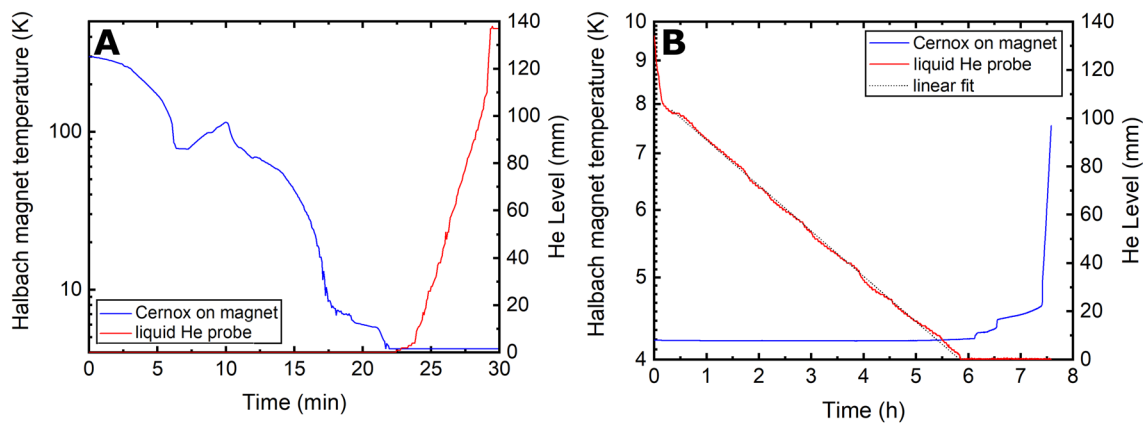 A
Halbach magnet temperature (K)
100
10
Cernox on magnet
liquid He probe
0 5 10 15 20 25 30
Time (min)
140
120
100
80
60
40
20
0
He Level (mm)
B
Halbach magnet temperature (K)
10
9
8
7
6
5
4
Cernox on magnet
liquid He probe
linear fit
0 1 2 3 4 5 6 7 8
Time (h)
140
120
100
80
60
40
20
0
He Level (mm)